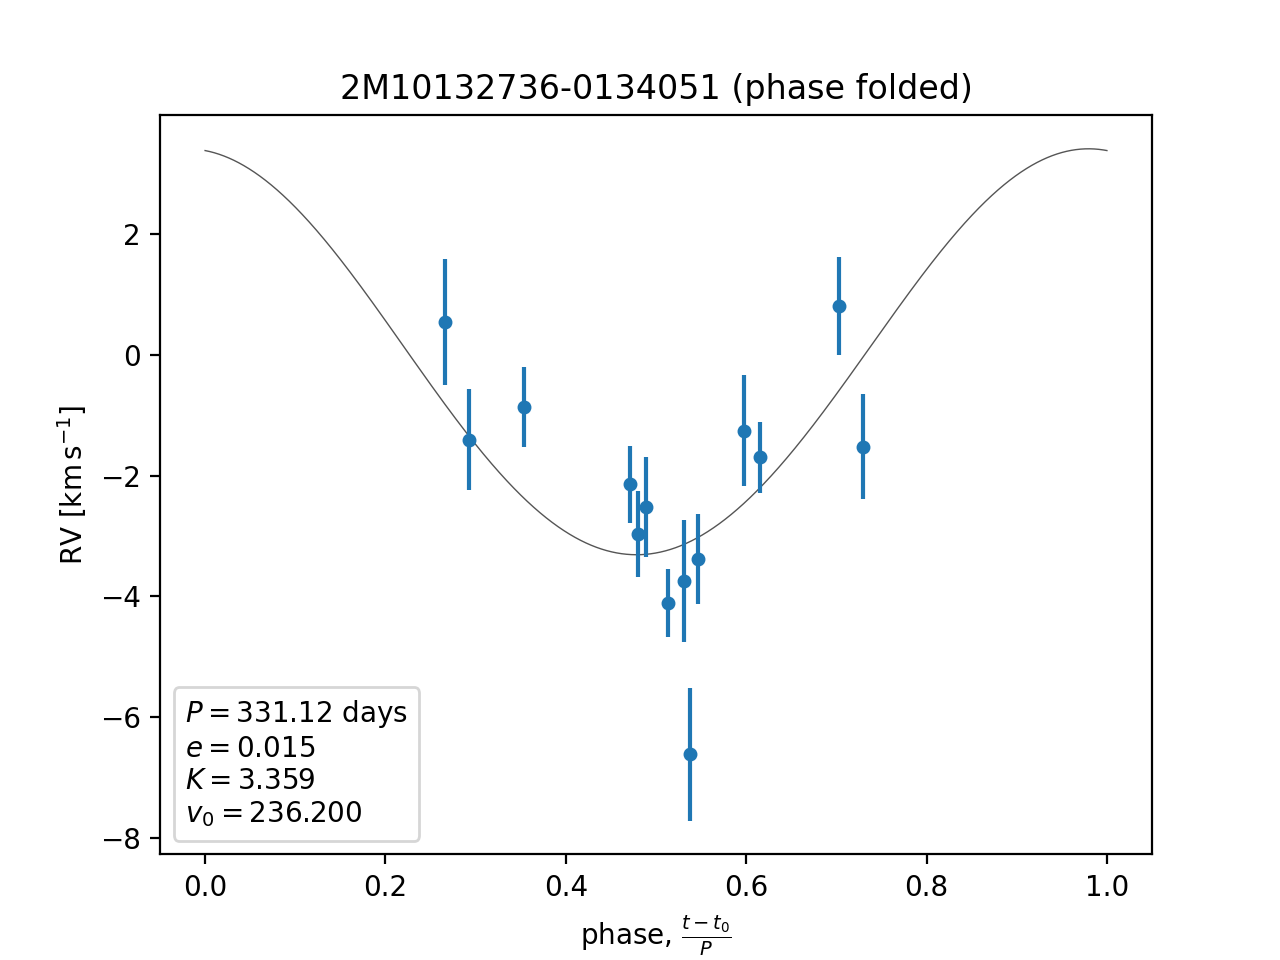 2M10132736-0134051 (phase folded)
RV [km s⁻¹]
2
0
−2
−4
−6
−8
P = 331.12 days
e = 0.015
K = 3.359
v₀ = 236.200
0.0 0.2 0.4 0.6 0.8 1.0
phase, (t − t₀)/P